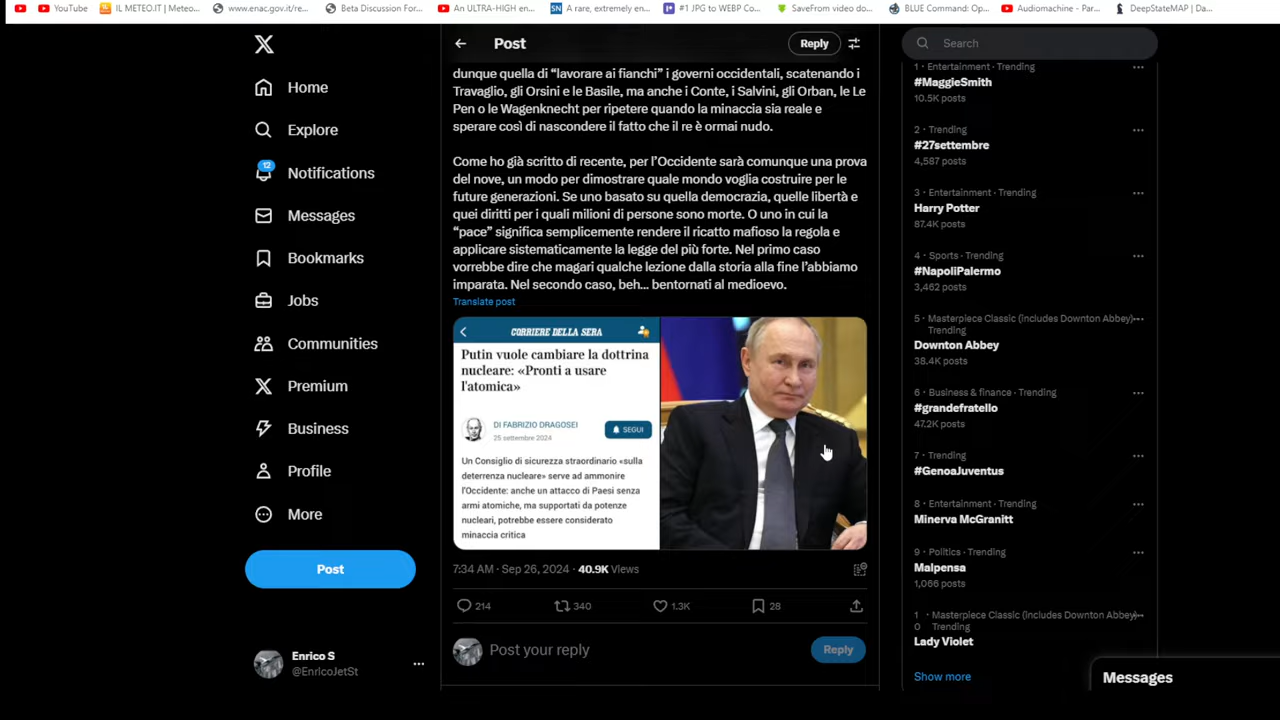 YouTube
IL METEO.IT | Meteo...
www.enac.gov.it/re...
Beta Discussion For...
An ULTRA-HIGH en...
A rare, extremely en...
#1 JPG to WEBP Co...
SaveFrom video do...
BLUE Command: Op...
Audiomachine - Par...
DeepStateMAP | Da...
Home
Explore
12
Notifications
Messages
Bookmarks
Jobs
Communities
Premium
Business
Profile
More
Post
Enrico S
@EnricoJetSt
Post
Reply
dunque quella di “lavorare ai fianchi” i governi occidentali, scatenando i
Travaglio, gli Orsini e le Basile, ma anche i Conte, i Salvini, gli Orban, le Le
Pen o le Wagenknecht per ripetere quando la minaccia sia reale e
sperare così di nascondere il fatto che il re è ormai nudo.
Come ho già scritto di recente, per l’Occidente sarà comunque una prova
del nove, un modo per dimostrare quale mondo voglia costruire per le
future generazioni. Se uno basato su quella democrazia, quelle libertà e
quei diritti per i quali milioni di persone sono morte. O uno in cui la
“pace” significa semplicemente rendere il ricatto mafioso la regola e
applicare sistematicamente la legge del più forte. Nel primo caso
vorrebbe dire che magari qualche lezione dalla storia alla fine l’abbiamo
imparata. Nel secondo caso, beh... bentornati al medioevo.
Translate post
CORRIERE DELLA SERA
Putin vuole cambiare la dottrina
nucleare: «Pronti a usare
l'atomica»
DI FABRIZIO DRAGOSEI
25 settembre 2024
SEGUI
Un Consiglio di sicurezza straordinario «sulla
deterrenza nucleare» serve ad ammonire
l'Occidente: anche un attacco di Paesi senza
armi atomiche, ma supportati da potenze
nucleari, potrebbe essere considerato
minaccia critica
7:34 AM · Sep 26, 2024 · 40.9K Views
214
340
1.3K
28
Post your reply
Reply
Search
1 · Entertainment · Trending
#MaggieSmith
10.5K posts
2 · Trending
#27settembre
4,587 posts
3 · Entertainment · Trending
Harry Potter
87.4K posts
4 · Sports · Trending
#NapoliPalermo
3,462 posts
5 · Masterpiece Classic (includes Downton Abbey) ·
Trending
Downton Abbey
38.4K posts
6 · Business & finance · Trending
#grandefratello
47.2K posts
7 · Trending
#GenoaJuventus
8 · Entertainment · Trending
Minerva McGranitt
9 · Politics · Trending
Malpensa
1,066 posts
1 · Masterpiece Classic (includes Downton Abbey) ·
0 Trending
Lady Violet
Show more
Messages